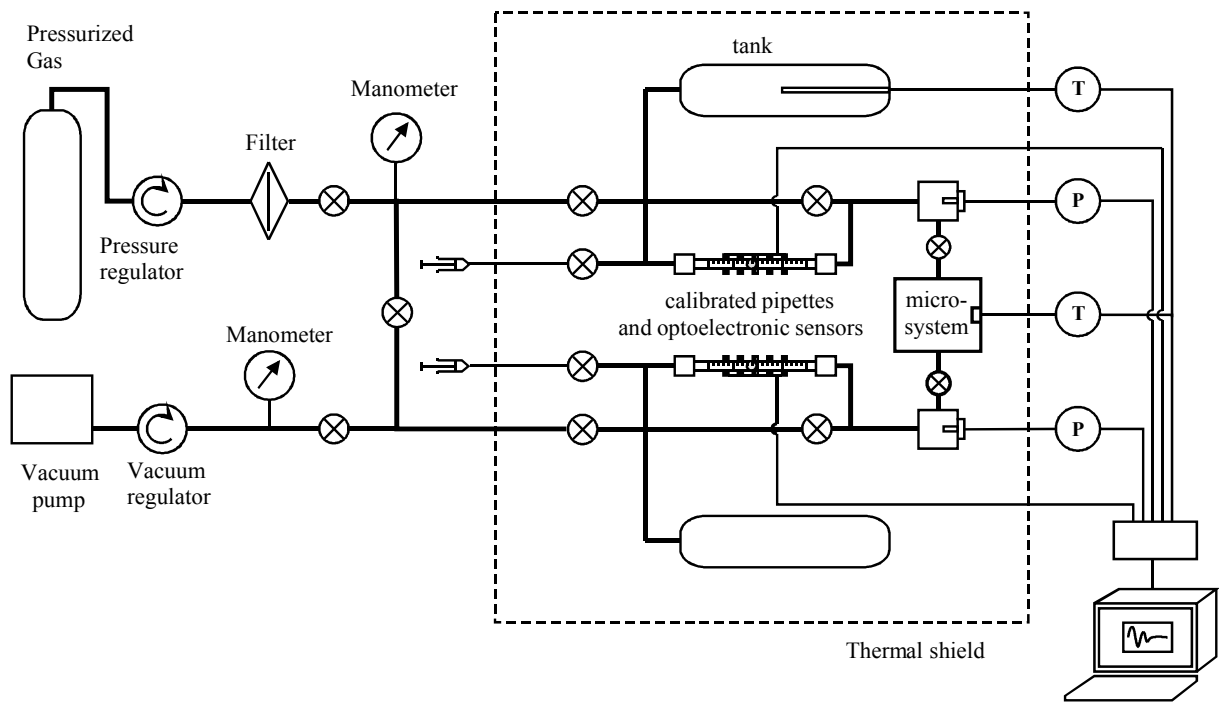 Pressurized
Gas
tank
Manometer
T
Filter
P
Pressure
regulator
calibrated pipettes
and optoelectronic sensors
micro-
system
T
Manometer
P
Vacuum
pump
Vacuum
regulator
Thermal shield